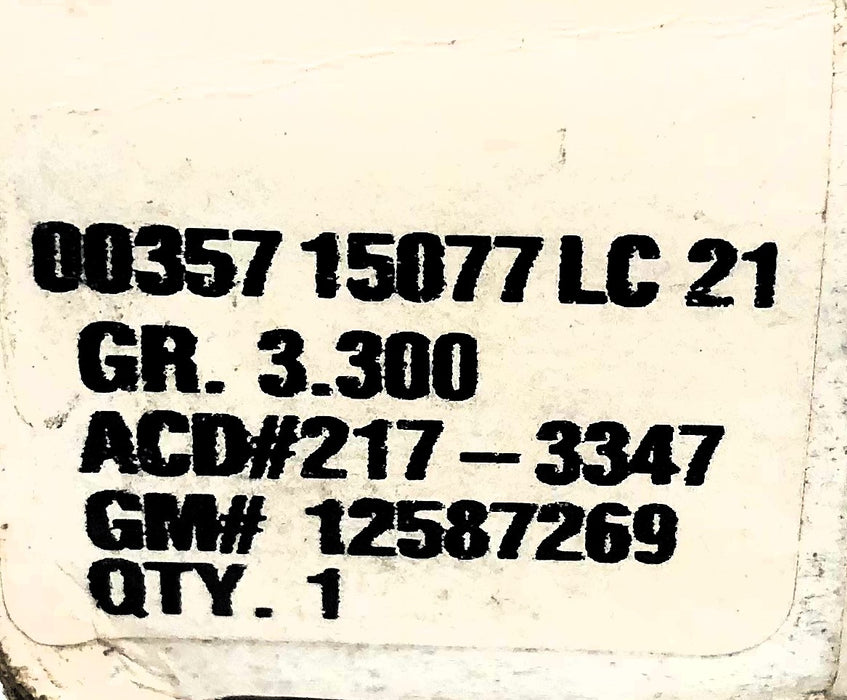 00357 15077 LC 21
GR. 3.300
ACD#217-3347
GM# 12587269
QTY. 1